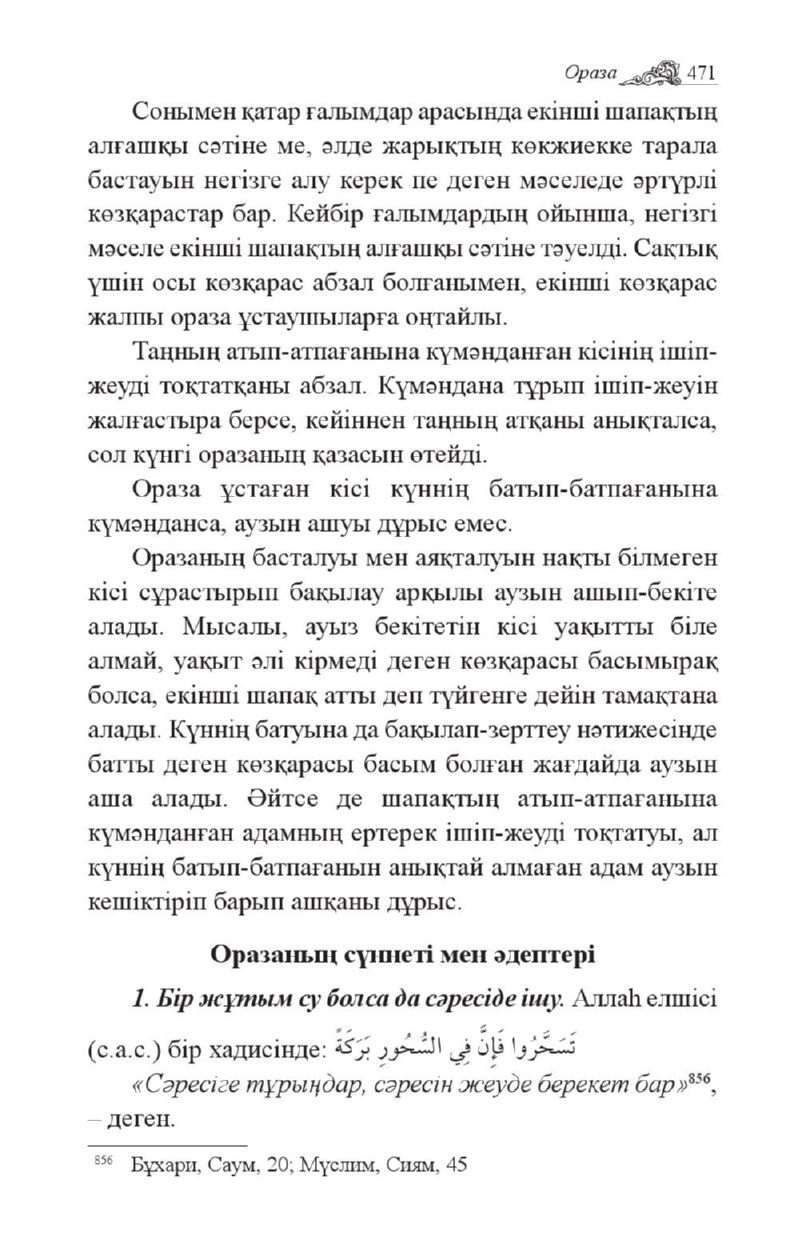 Ораза 471
Сонымен қатар ғалымдар арасында екінші шапақтың
алғашқы сәтіне ме, әлде жарықтың көкжиекке тарала
бастауын негізге алу керек пе деген мәселеде әртүрлі
көзқарастар бар. Кейбір ғалымдардың ойынша, негізгі
мәселе екінші шапақтың алғашқы сәтіне тәуелді. Сақтық
үшін осы көзқарас абзал болғанымен, екінші көзқарас
жалпы ораза ұстаушыларға оңтайлы.
Таңның атып-атпағанына күмәнданған кісінің ішіп-
жеуді тоқтатқаны абзал. Күмәндана тұрып ішіп-жеуін
жалғастыра берсе, кейіннен таңның атқаны анықталса,
сол күнгі оразаның қазасын өтейді.
Ораза ұстаған кісі күннің батып-батпағанына
күмәнданса, аузын ашуы дұрыс емес.
Оразаның басталуы мен аяқталуын нақты білмеген
кісі сұрастырып бақылау арқылы аузын ашып-бекіте
алады. Мысалы, ауыз бекітетін кісі уақытты біле
алмай, уақыт әлі кірмеді деген көзқарасы басымырақ
болса, екінші шапақ атты деп түйгенге дейін тамақтана
алады. Күннің батуына да бақылап-зерттеу нәтижесінде
батты деген көзқарасы басым болған жағдайда аузын
аша алады. Әйтсе де шапақтың атып-атпағанына
күмәнданған адамның ертерек ішіп-жеуді тоқтатуы, ал
күннің батып-батпағанын анықтай алмаған адам аузын
кешіктіріп барып ашқаны дұрыс.
Оразаның сүннеті мен әдептері
1. Бір жұтым су болса да сәресіде ішу. Аллаһ елшісі
(с.а.с.) бір хадисінде: تَسَحَّرُوا فَإِنَّ فِي السُّحُورِ بَرَكَةً
«Сәресіге тұрыңдар, сәресін жеуде берекет бар»⁸⁵⁶,
– деген.
⁸⁵⁶ Бұхари, Саум, 20; Мүслим, Сиям, 45